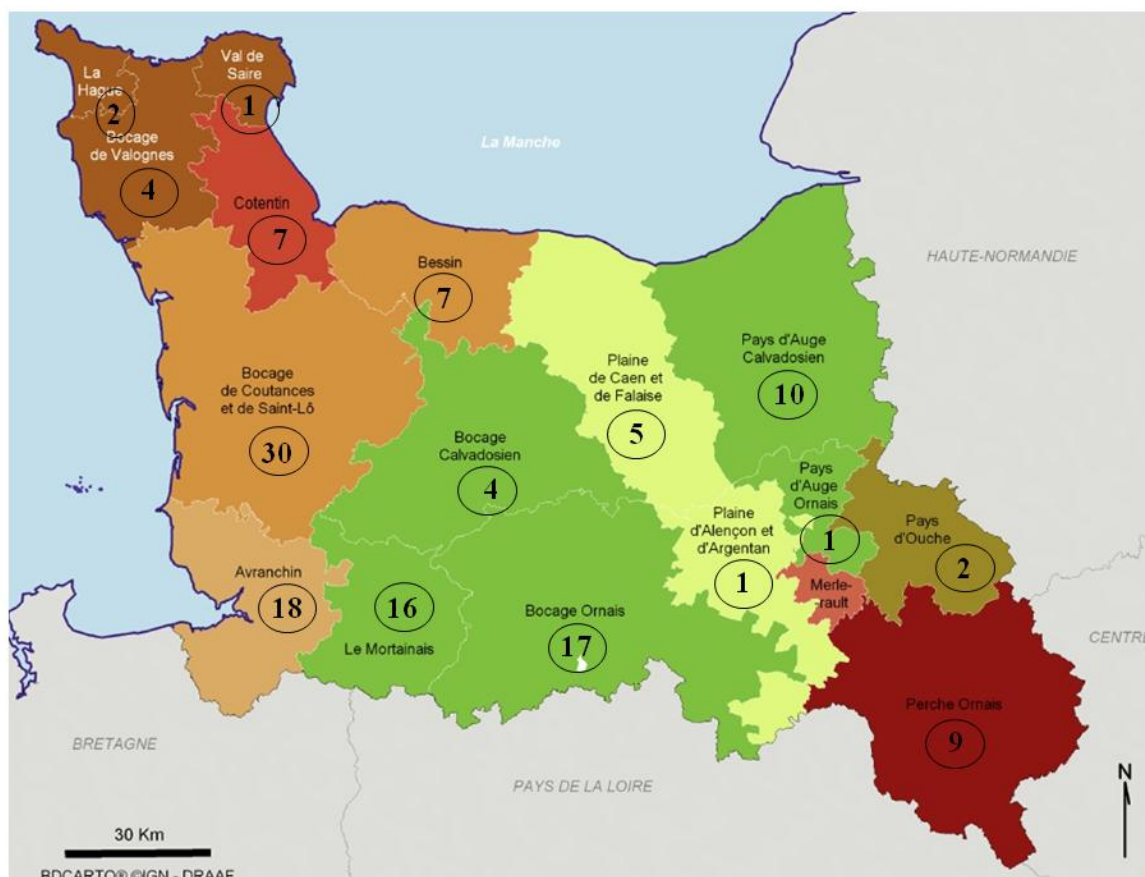 Val de
Saire
1
La
Hague
2
Bocage
de Valognes
4
La Manche
Cotentin
7
HAUTE-NORMANDIE
Bessin
7
Pays d'Auge
Calvadosien
10
Plaine
de Caen et
de Falaise
5
Bocage
de Coutances
et de Saint-Lô
30
Bocage
Calvadosien
4
Pays
d'Auge
Ornais
1
Plaine
d'Alençon et
d'Argentan
1
Pays
d'Ouche
2
Avranchin
18
16
Le Mortainais
Merle-
rault
Bocage Ornais
17
CENTRE
Perche Ornais
9
BRETAGNE
PAYS DE LA LOIRE
N
30 Km
BDCARTO® ©IGN - DRAAF